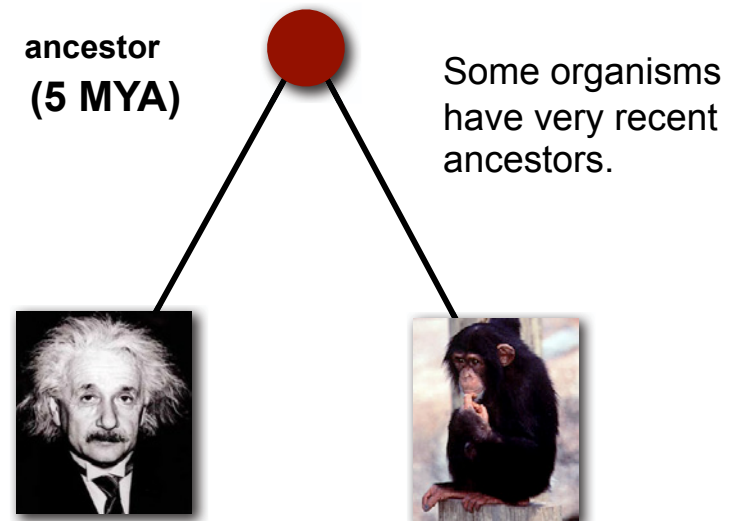 ancestor
(5 MYA)
Some organisms
have very recent
ancestors.